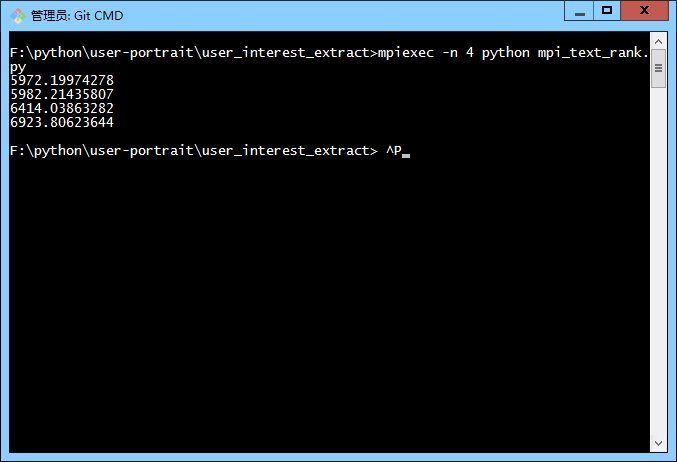 管理员: Git CMD
F:\python\user-portrait\user_interest_extract>mpiexec -n 4 python mpi_text_rank.
py
5972.19974278
5982.21435807
6414.03863282
6923.80623644
F:\python\user-portrait\user_interest_extract> ^P